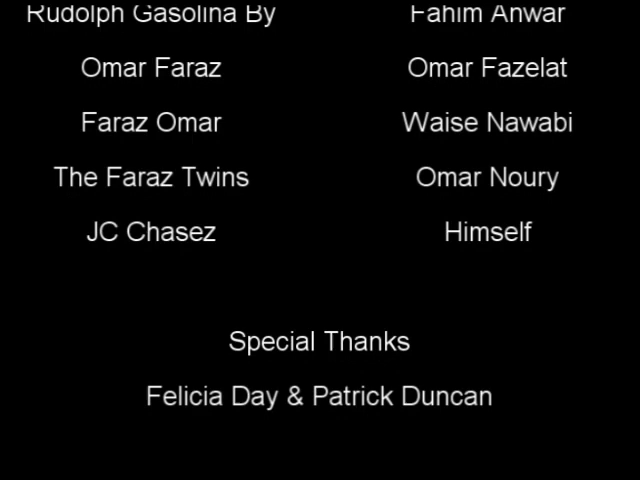 Rudolph Gasolina By Fahim Anwar
Omar Faraz Omar Fazelat
Faraz Omar Waise Nawabi
The Faraz Twins Omar Noury
JC Chasez Himself
Special Thanks
Felicia Day & Patrick Duncan